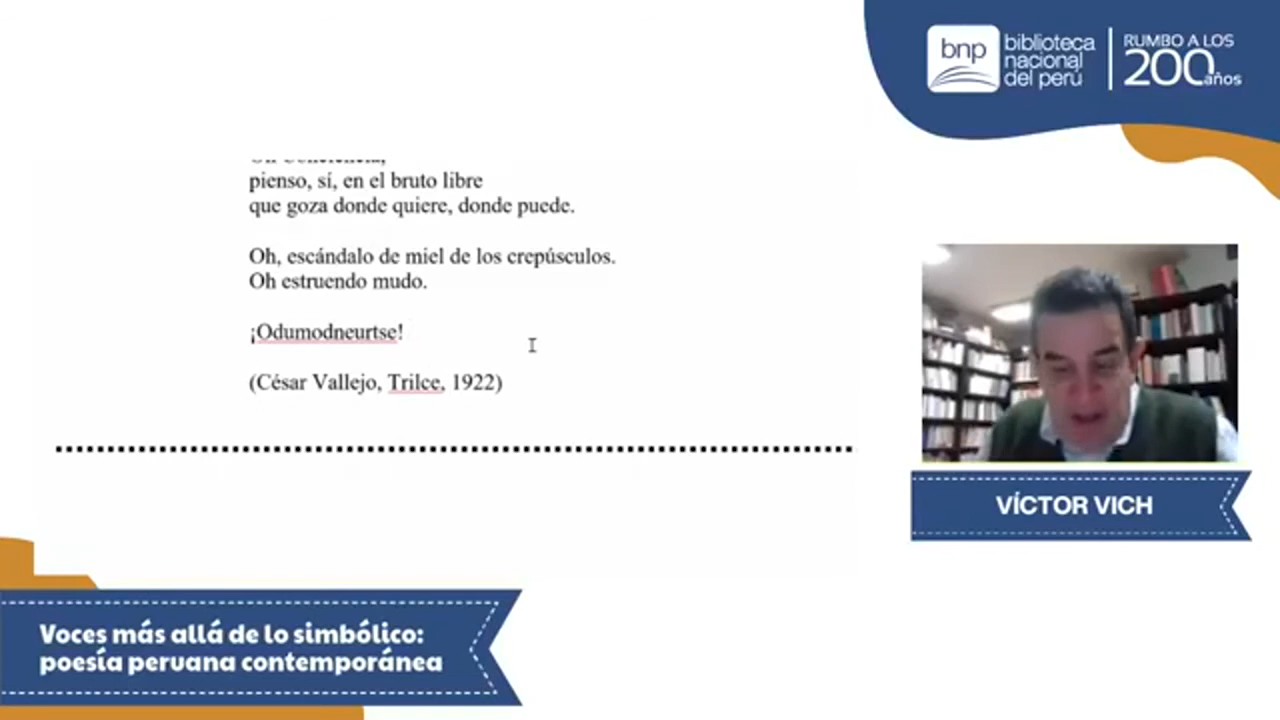 bnp
biblioteca
nacional
del perú
RUMBO A LOS
200 años
pienso, sí, en el bruto libre
que goza donde quiere, donde puede.
Oh, escándalo de miel de los crepúsculos.
Oh estruendo mudo.
¡Odumodneurtse!
(César Vallejo, Trilce, 1922)
VÍCTOR VICH
Voces más allá de lo simbólico:
poesía peruana contemporánea